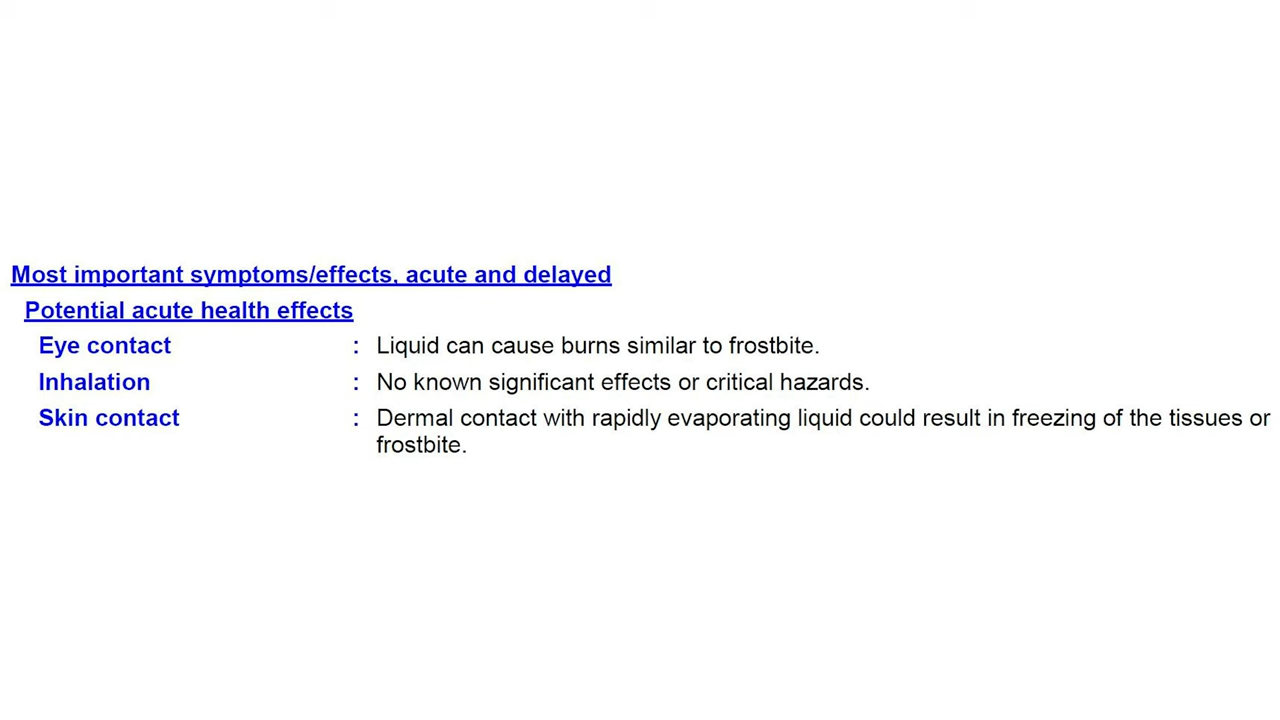 Most important symptoms/effects, acute and delayed
Potential acute health effects
Eye contact : Liquid can cause burns similar to frostbite.
Inhalation : No known significant effects or critical hazards.
Skin contact : Dermal contact with rapidly evaporating liquid could result in freezing of the tissues or
frostbite.